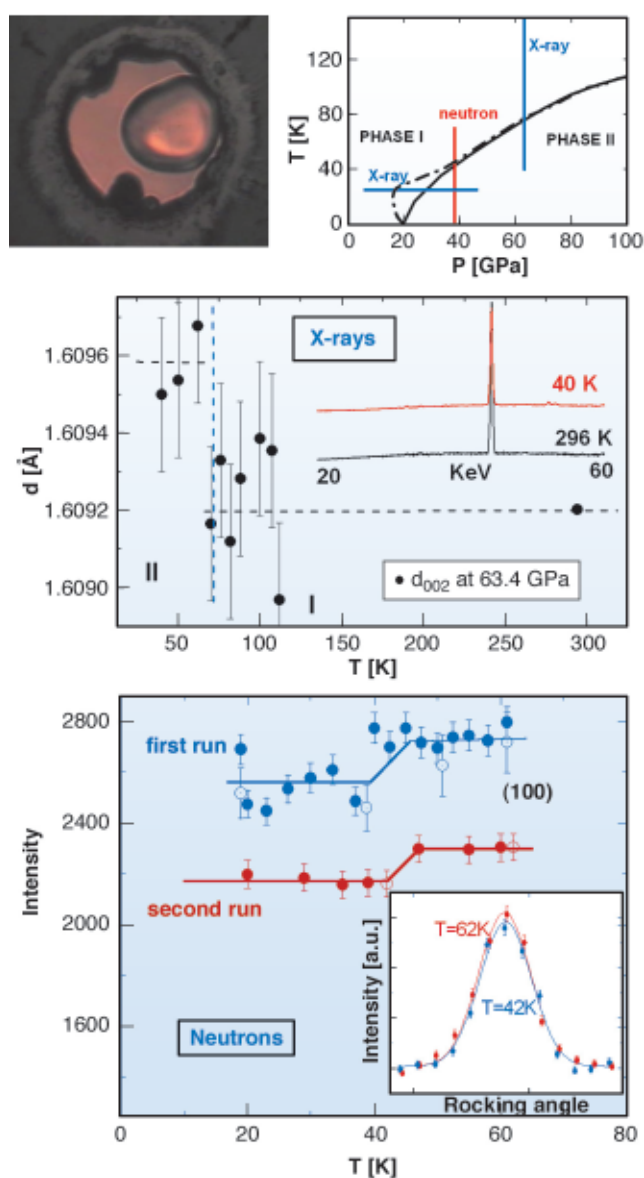 150
120
80
40
0
T [K]
X-ray
neutron
PHASE I
PHASE II
X-ray
0 20 40 60 80 100
P [GPa]
1.6096
1.6094
1.6092
1.6090
d [Å]
X-rays
40 K
296 K
20 KeV 60
II
I
• d002 at 63.4 GPa
50 100 150 200 250 300
T [K]
2800
2400
2000
1600
Intensity
first run
(100)
second run
Neutrons
Intensity [a.u.]
T=62K
T=42K
Rocking angle
0 20 40 60 80
T [K]